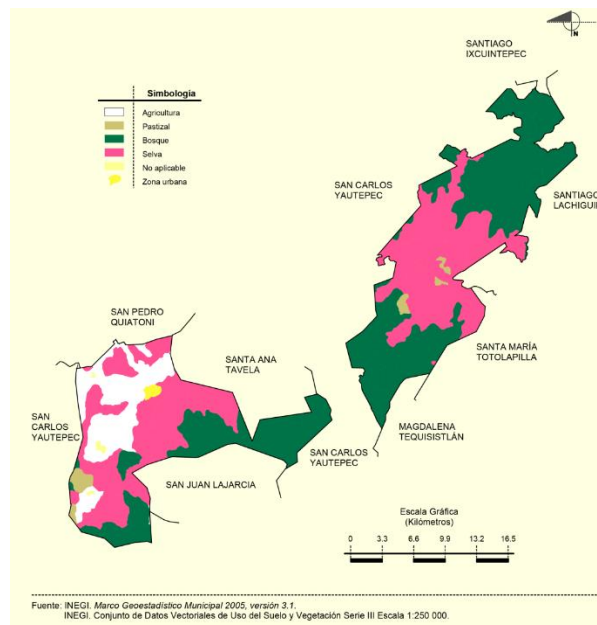 N
SANTIAGO
IXCUINTEPEC
Simbología
Agricultura
Pastizal
Bosque
Selva
No aplicable
Zona urbana
SAN CARLOS
YAUTEPEC
SANTIAGO
LACHIGUIRI
SAN PEDRO
QUIATONI
SANTA ANA
TAVELA
SANTA MARÍA
TOTOLAPILLA
SAN
CARLOS
YAUTEPEC
MAGDALENA
TEQUISISTLÁN
SAN CARLOS
YAUTEPEC
SAN JUAN LAJARCIA
Escala Gráfica
(Kilómetros)
0 3.3 6.6 9.9 13.2 16.5
Fuente: INEGI. Marco Geoestadístico Municipal 2005, versión 3.1.
INEGI. Conjunto de Datos Vectoriales de Uso del Suelo y Vegetación Serie III Escala 1:250 000.